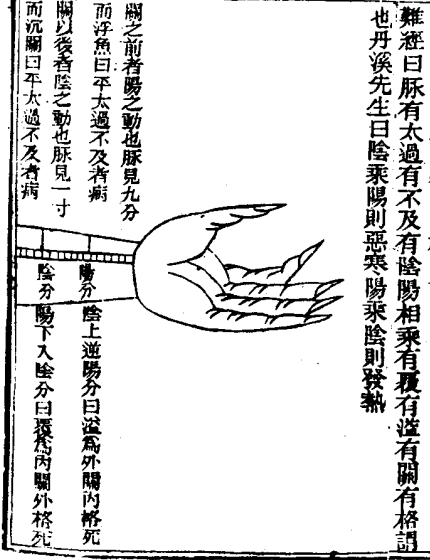 難經曰脉有太過有不及有陰陽相乘有覆有溢有關有格謂
也丹溪先生曰陰乘陽則惡寒陽乘陰則發熱
關之前者陽之動也脉見九分
而浮魚曰平太過不及者病
關以後者陰之動也脉見一寸
而沉關曰平太過不及者病
陽分
陰上逆陽分曰溢爲外關內格死
陰分
陽下入陰分曰覆爲內關外格死